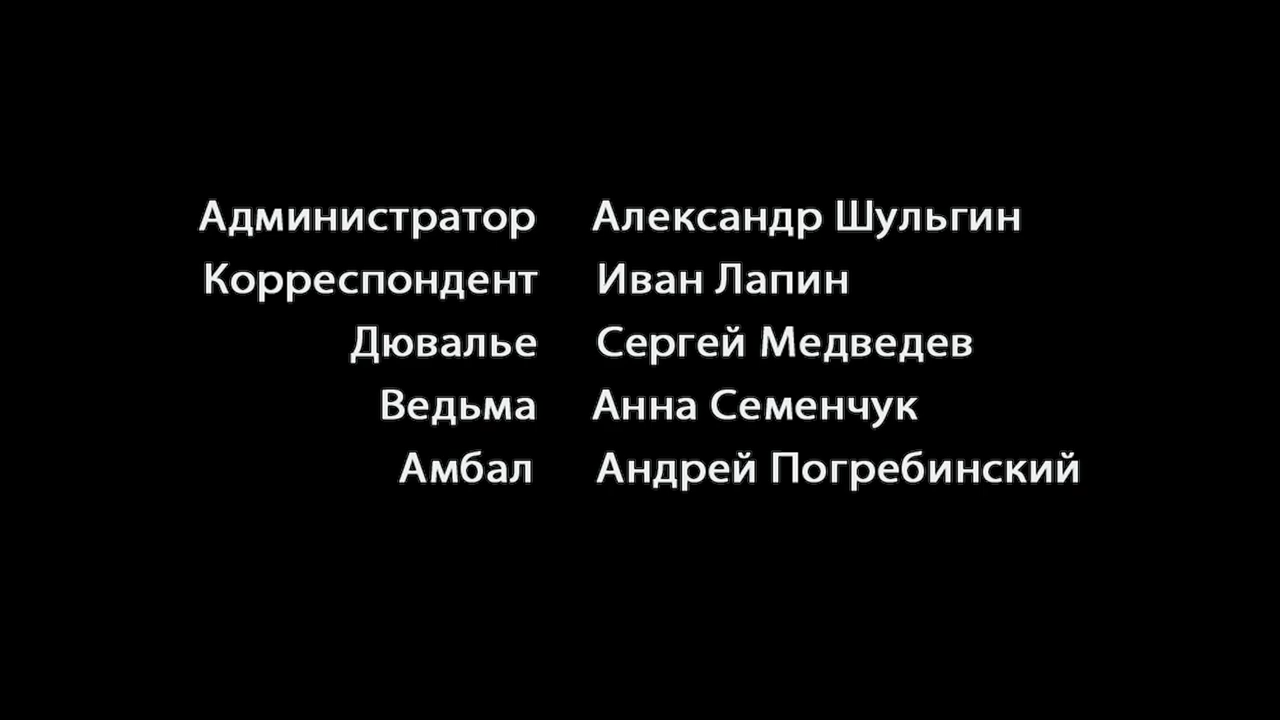 Администратор Александр Шульгин
Корреспондент Иван Лапин
Дювалье Сергей Медведев
Ведьма Анна Семенчук
Амбал Андрей Погребинский